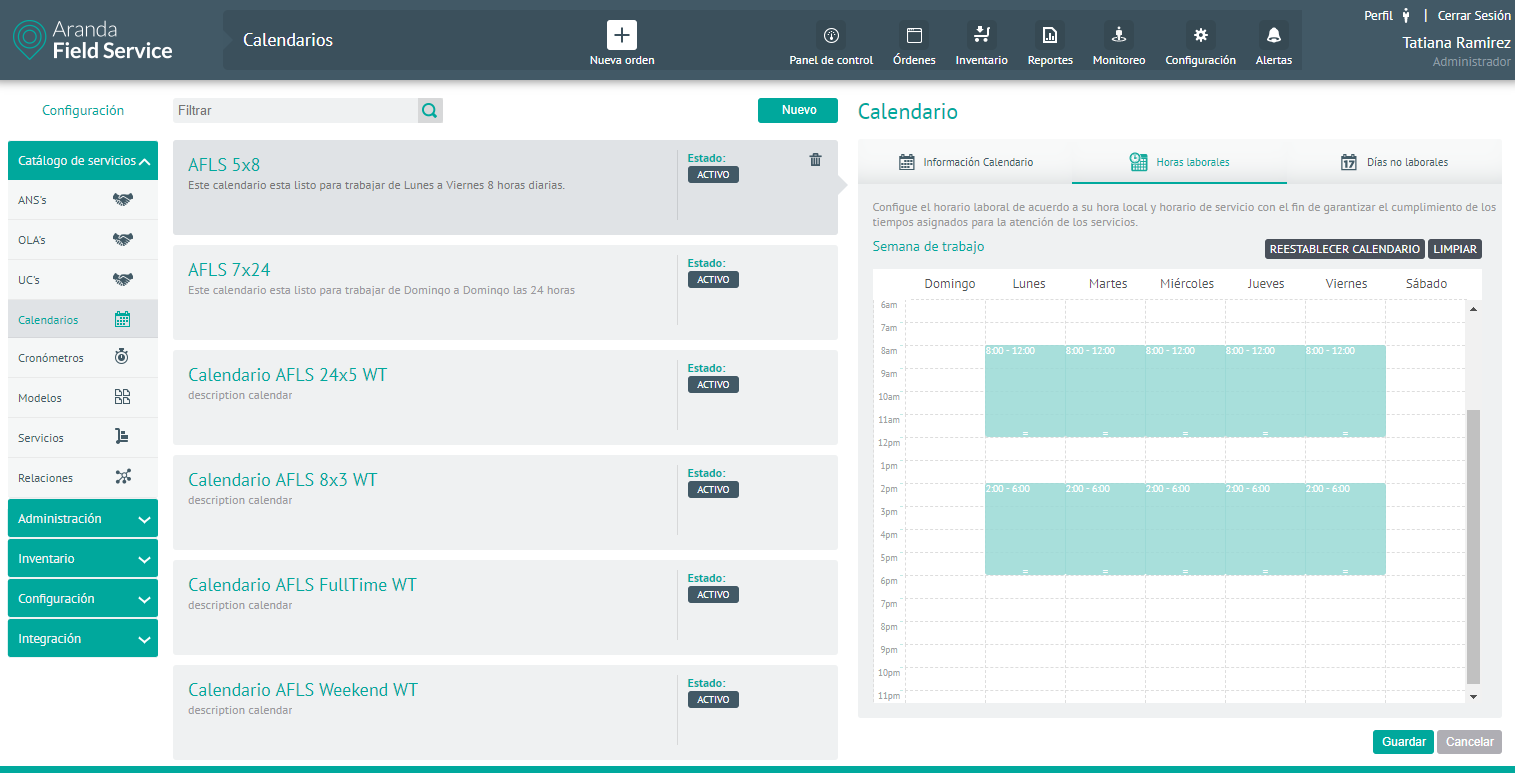 Aranda
Field Service
Calendarios
Nueva orden
Panel de control
Órdenes
Inventario
Reportes
Monitoreo
Configuración
Alertas
Perfil | Cerrar Sesión
Tatiana Ramirez
Administrador
Configuración
Catálogo de servicios
ANS's
OLA's
UC's
Calendarios
Cronómetros
Modelos
Servicios
Relaciones
Administración
Inventario
Configuración
Integración
Filtrar
Nuevo
AFLS 5x8
Este calendario esta listo para trabajar de Lunes a Viernes 8 horas diarias.
Estado:
ACTIVO
AFLS 7x24
Este calendario esta listo para trabajar de Domingo a Domingo las 24 horas
Estado:
ACTIVO
Calendario AFLS 24x5 WT
description calendar
Estado:
ACTIVO
Calendario AFLS 8x3 WT
description calendar
Estado:
ACTIVO
Calendario AFLS FullTime WT
description calendar
Estado:
ACTIVO
Calendario AFLS Weekend WT
description calendar
Estado:
ACTIVO
Calendario
Información Calendario
Horas laborales
17 Días no laborales
Configue el horario laboral de acuerdo a su hora local y horario de servicio con el fin de garantizar el cumplimiento de los
tiempos asignados para la atención de los servicios.
Semana de trabajo
REESTABLECER CALENDARIO
LIMPIAR
Domingo Lunes Martes Miércoles Jueves Viernes Sábado
6am
7am
8am 8:00 - 12:00 8:00 - 12:00 8:00 - 12:00 8:00 - 12:00 8:00 - 12:00
9am
10am
11am
12pm
1pm
2pm 2:00 - 6:00 2:00 - 6:00 2:00 - 6:00 2:00 - 6:00 2:00 - 6:00
3pm
4pm
5pm
6pm
7pm
8pm
9pm
10pm
11pm
Guardar
Cancelar